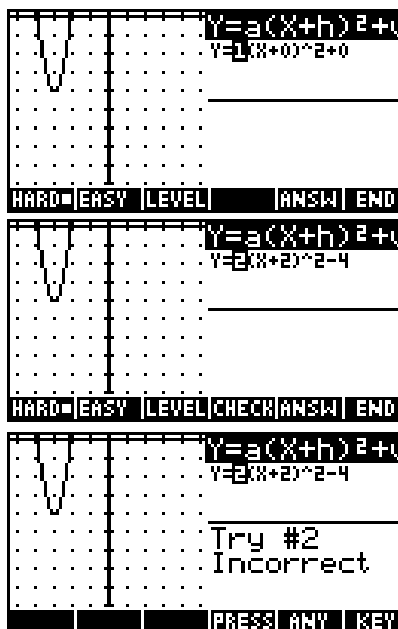 Y=a(X+h)²+v
Y=1(X+0)^2+0
HARD■ EASY LEVEL ANSW END
Y=a(X+h)²+v
Y=2(X+2)^2-4
HARD■ EASY LEVEL CHECK ANSW END
Y=a(X+h)²+v
Y=2(X+2)^2-4
Try #2
Incorrect
PRESS ANY KEY